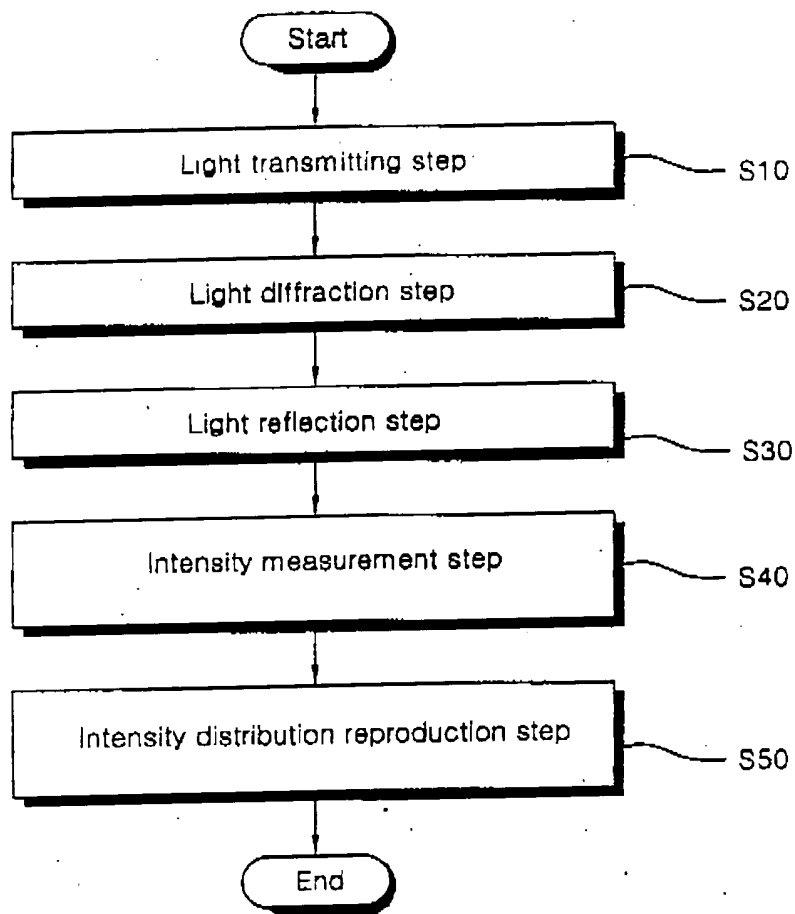 Start
Light transmitting step
S10
Light diffraction step
S20
Light reflection step
S30
Intensity measurement step
S40
Intensity distribution reproduction step
S50
End